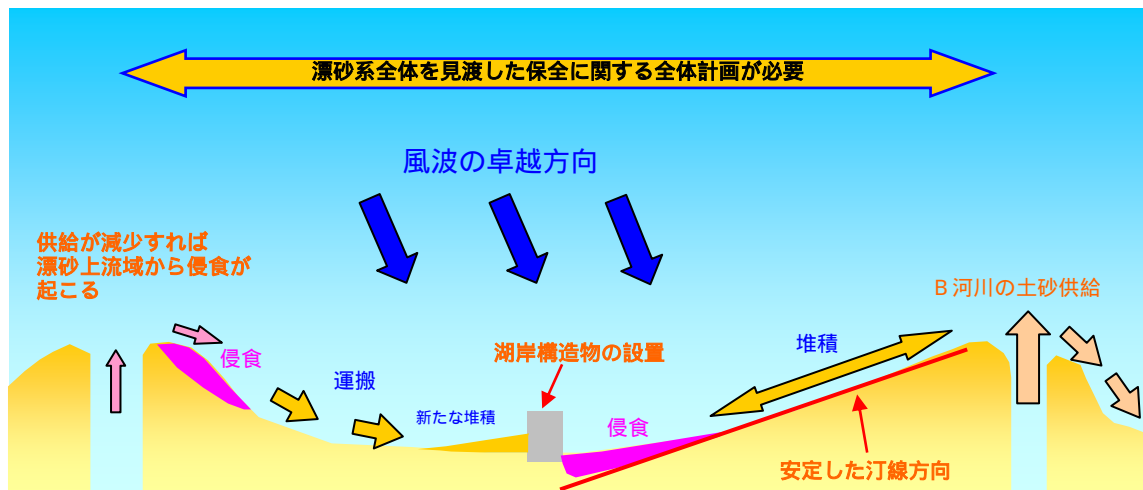 漂砂系全体を見渡した保全に関する全体計画が必要
風波の卓越方向
供給が減少すれば
漂砂上流域から侵食が
起こる
B河川の土砂供給
侵食
運搬
新たな堆積
湖岸構造物の設置
侵食
堆積
安定した汀線方向